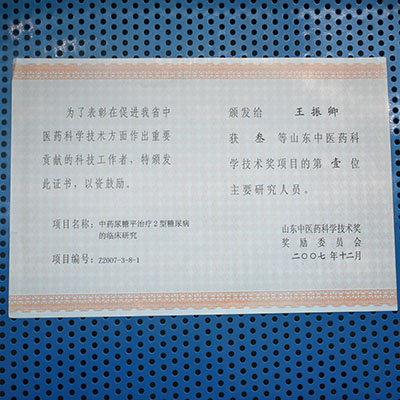 为了表彰在促进我省中
医药科学技术方面作出重要
贡献的科技工作者，特颁发
此证书，以资鼓励。
项目名称：中药尿糖平治疗2型糖尿病
的临床研究
项目编号：Z2007-3-8-1
颁发给 王振卿
获 叁 等山东中医药科
学技术奖项目的第 壹 位
主要研究人员。
山东中医药科学技术奖
奖励委员会
二〇〇七年十二月